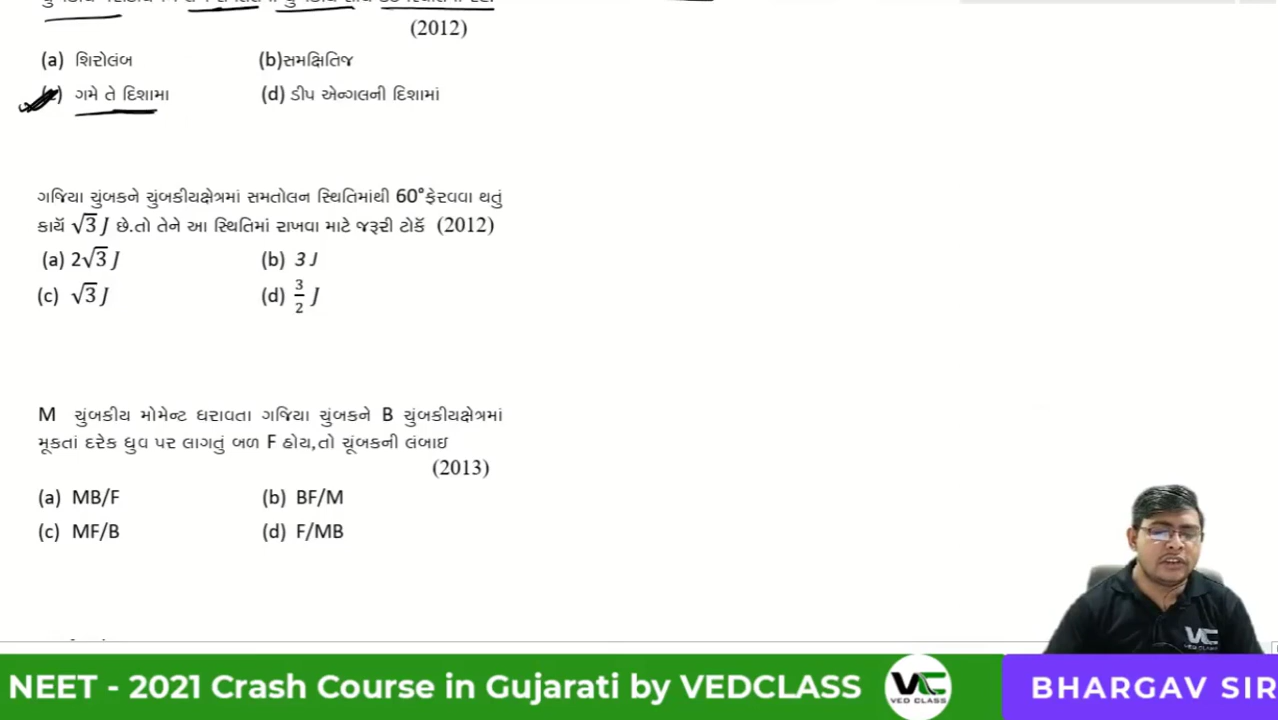 (2012)
(a) શિરોલંબ (b)સમક્ષિતિજ
ગમે તે દિશામા (d) ડીપ એન્ગલની દિશામાં
ગજિયા ચુંબકને ચુંબકીયક્ષેત્રમાં સમતોલન સ્થિતિમાંથી 60°ફેરવવા થતું
કાર્ય √3 J છે.તો તેને આ સ્થિતિમાં રાખવા માટે જરૂરી ટોર્ક (2012)
(a) 2√3 J (b) 3 J
(c) √3 J (d) 3/2 J
M ચુંબકીય મોમેન્ટ ધરાવતા ગજિયા ચુંબકને B ચુંબકીયક્ષેત્રમાં
મૂકતાં દરેક ધ્રુવ પર લાગતું બળ F હોય,તો ચૂંબકની લંબાઇ
(2013)
(a) MB/F (b) BF/M
(c) MF/B (d) F/MB
VC
VED CLASS
NEET - 2021 Crash Course in Gujarati by VEDCLASS
VC
VED CLASS
BHARGAV SIR